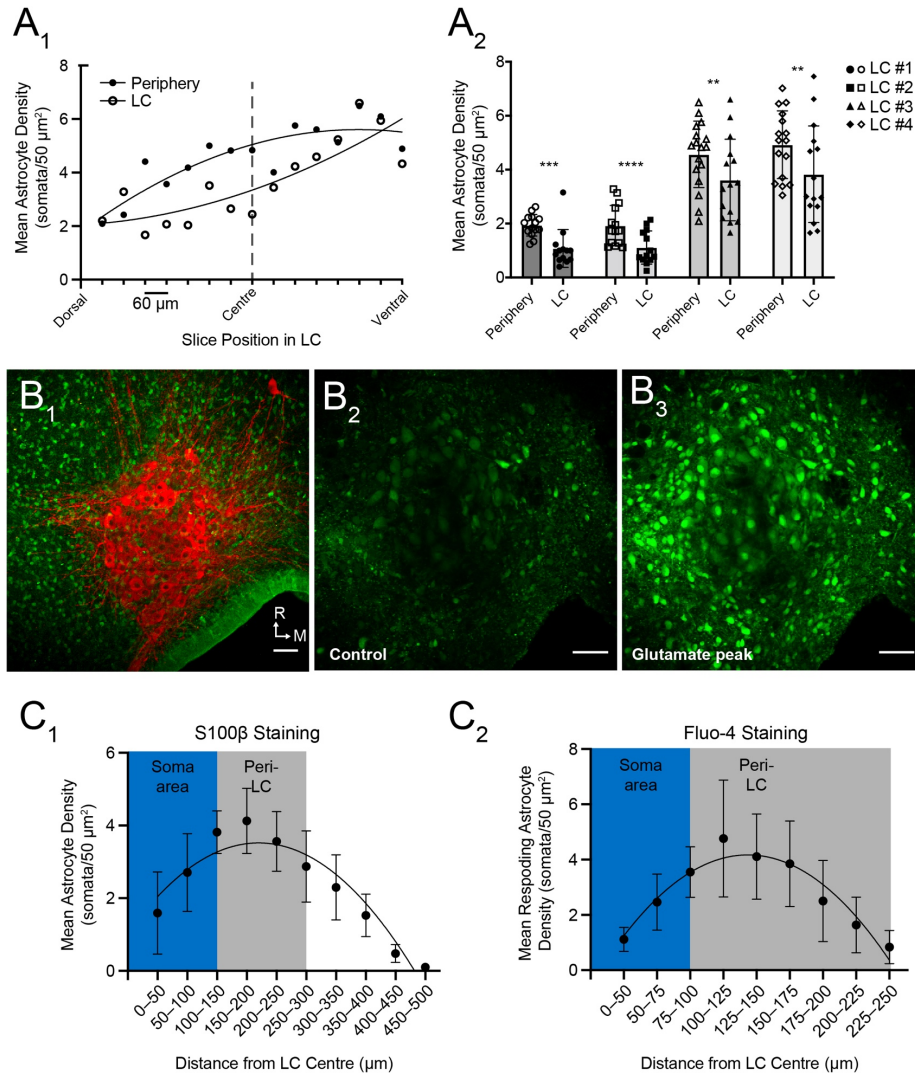 A1
Mean Astrocyte Density
(somata/50 μm²)
8
6
4
2
0
Periphery
LC
Dorsal
60 μm
Centre
Ventral
Slice Position in LC
A2
Mean Astrocyte Density
(somata/50 μm²)
8
6
4
2
0
***
****
**
**
LC #1
LC #2
LC #3
LC #4
Periphery
LC
Periphery
LC
Periphery
LC
Periphery
LC
B1
R
M
B2
Control
B3
Glutamate peak
C1
S100β Staining
Mean Astrocyte Density
(somata/50 μm²)
6
4
2
0
Soma
area
Peri-
LC
0–50
50–100
100–150
150–200
200–250
250–300
300–350
350–400
400–450
450–500
Distance from LC Centre (μm)
C2
Fluo-4 Staining
Mean Respoding Astrocyte
Density (somata/50 μm²)
8
6
4
2
0
Soma
area
Peri-
LC
0–50
50–75
75–100
100–125
125–150
150–175
175–200
200–225
225–250
Distance from LC Centre (μm)